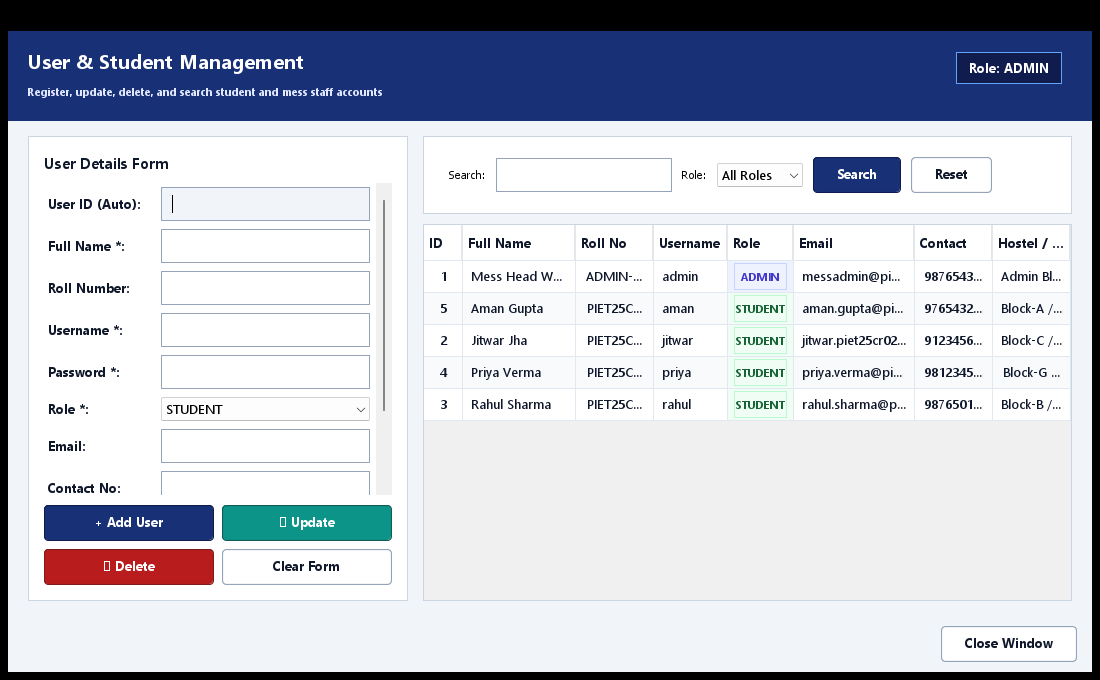 User & Student Management
Register, update, delete, and search student and mess staff accounts
Role: ADMIN
User Details Form
User ID (Auto):
Full Name *:
Roll Number:
Username *:
Password *:
Role *: STUDENT
Email:
Contact No:
+ Add User
Update
Delete
Clear Form
Search: Role: All Roles Search Reset
ID Full Name Roll No Username Role Email Contact Hostel / ...
1 Mess Head W... ADMIN-... admin ADMIN messadmin@pi... 9876543... Admin Bl...
5 Aman Gupta PIET25C... aman STUDENT aman.gupta@pi... 9765432... Block-A /...
2 Jitwar Jha PIET25C... jitwar STUDENT jitwar.piet25cr02... 9123456... Block-C /...
4 Priya Verma PIET25C... priya STUDENT priya.verma@pi... 9812345... Block-G ...
3 Rahul Sharma PIET25C... rahul STUDENT rahul.sharma@p... 9876501... Block-B /...
Close Window